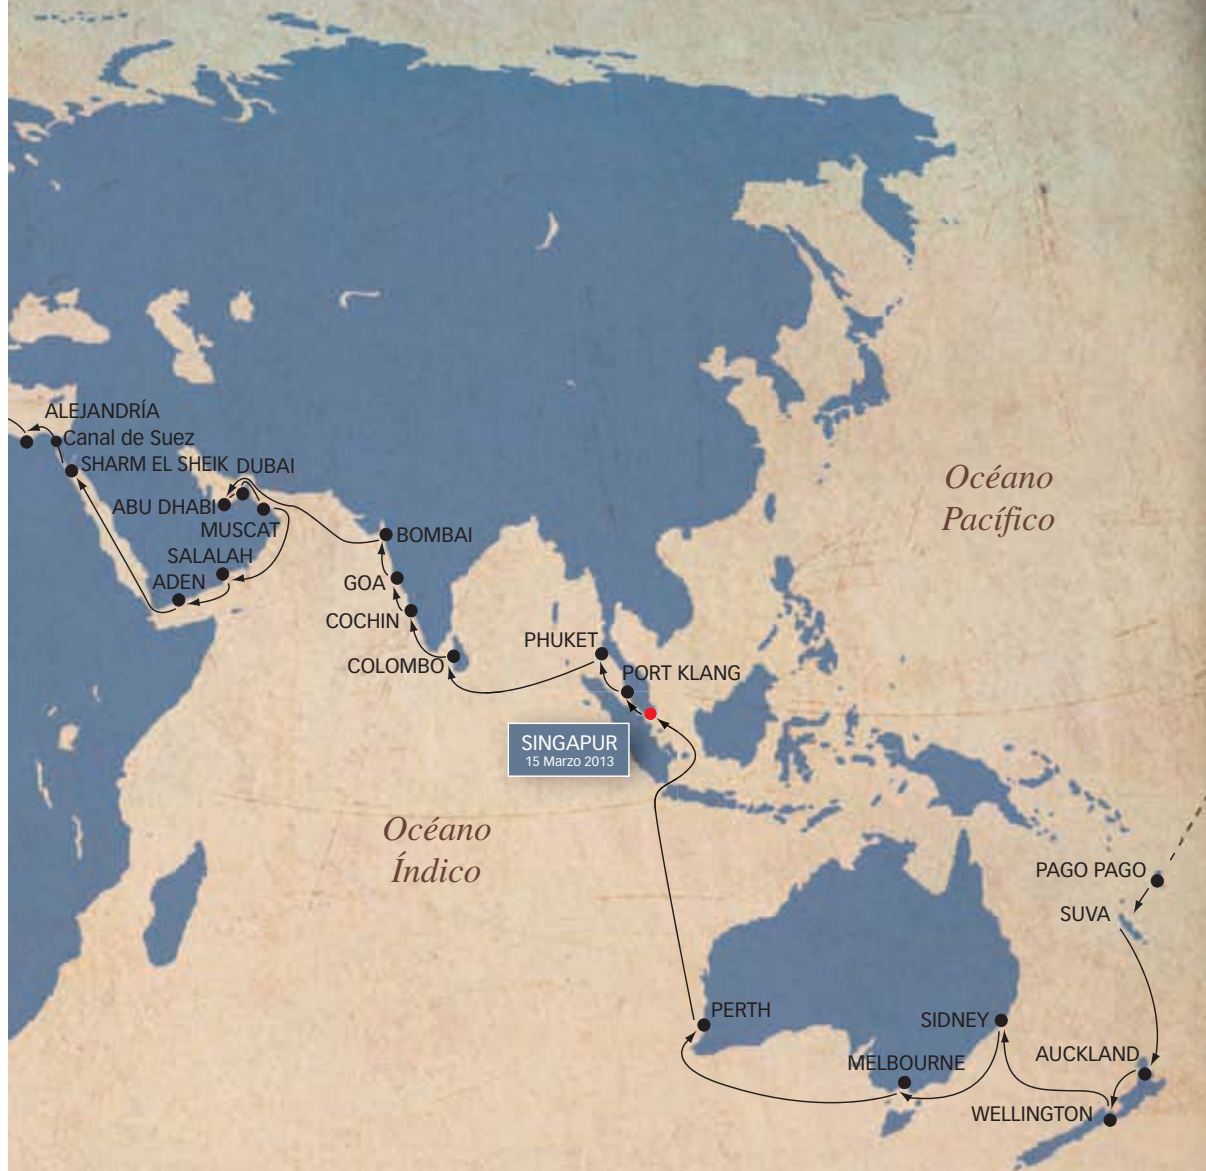 ALEJANDRÍA
Canal de Suez
SHARM EL SHEIK
DUBAI
ABU DHABI
MUSCAT
SALALAH
ADEN
BOMBAI
GOA
COCHIN
COLOMBO
PHUKET
PORT KLANG
SINGAPUR
15 Marzo 2013
Océano
Pacífico
Océano
Índico
PAGO PAGO
SUVA
PERTH
SIDNEY
MELBOURNE
AUCKLAND
WELLINGTON